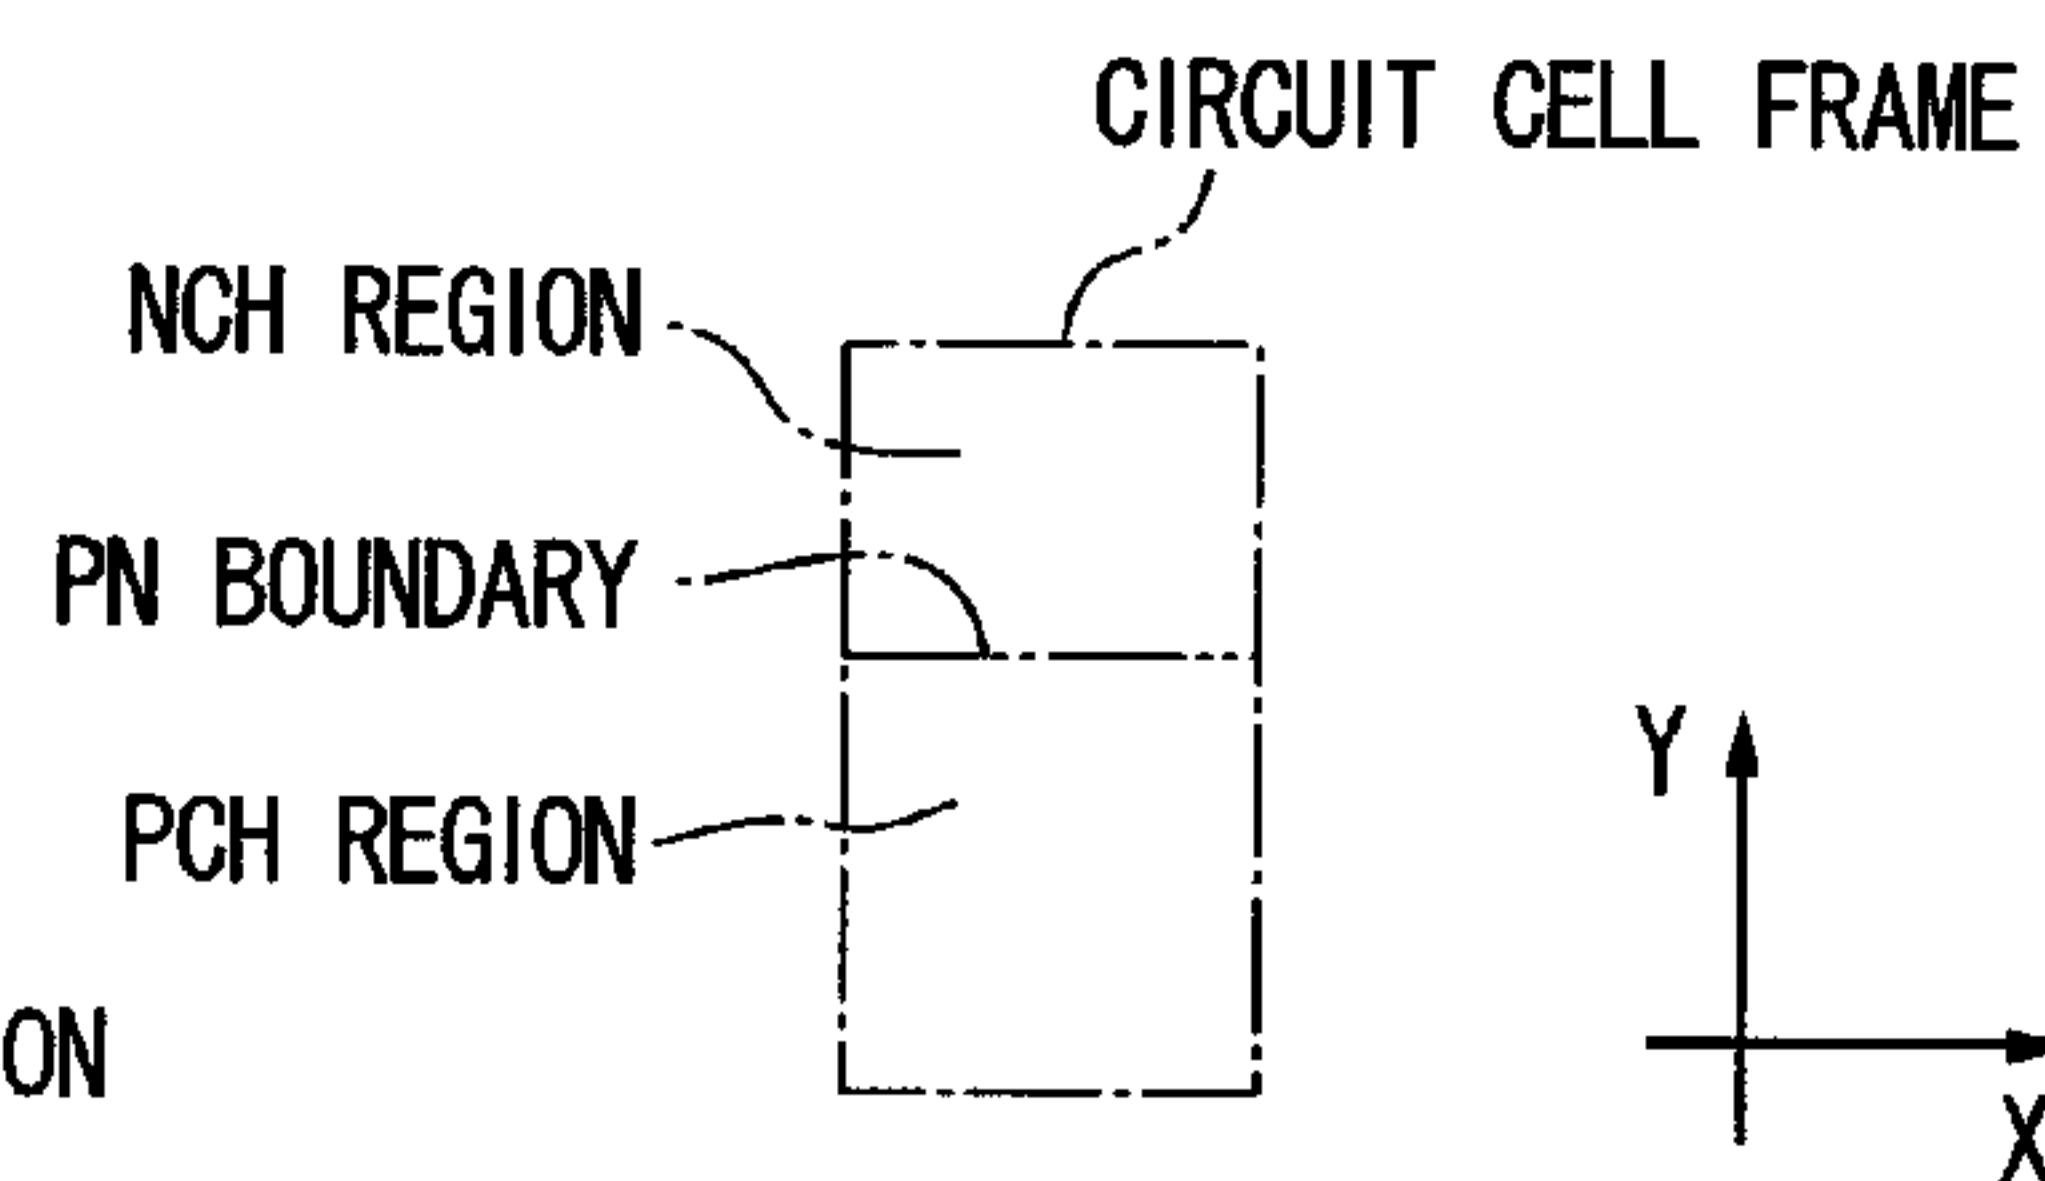 CIRCUIT CELL FRAME
NCH REGION
PN BOUNDARY
Y
PCH REGION
ON
X